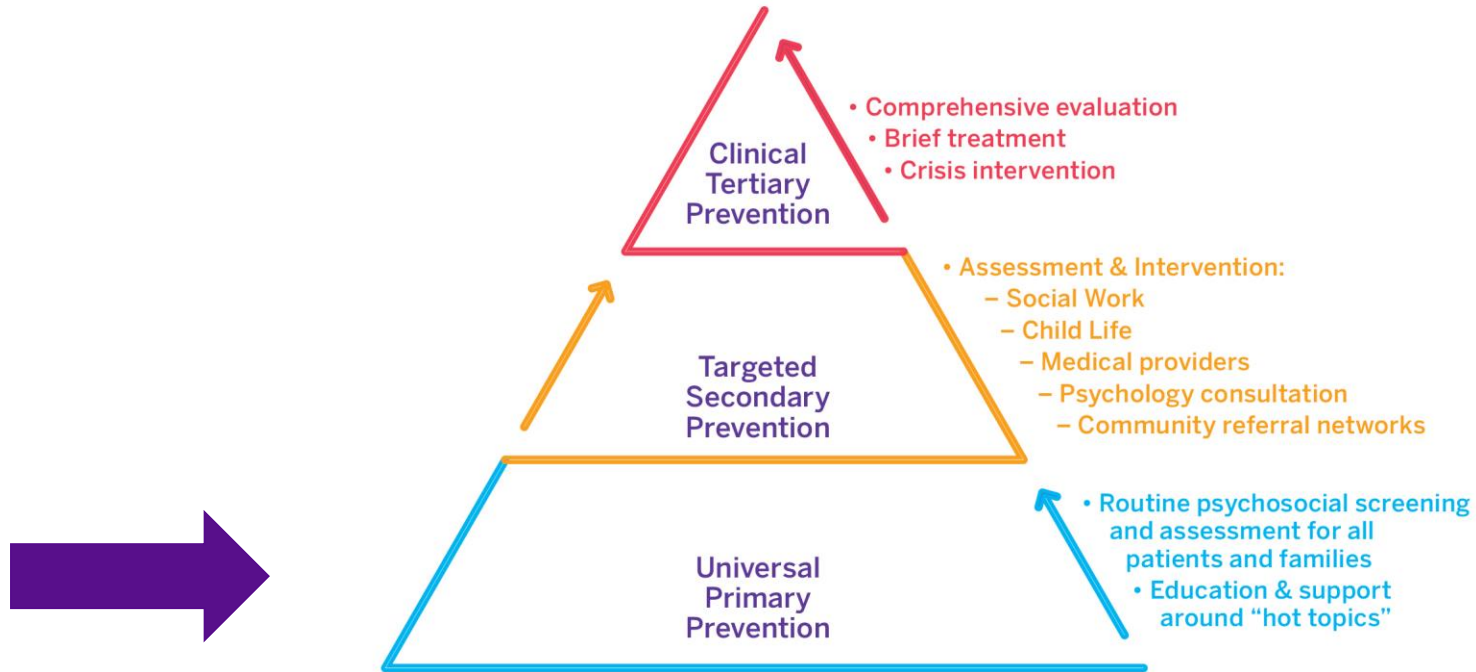 Clinical
Tertiary
Prevention
• Comprehensive evaluation
• Brief treatment
• Crisis intervention
Targeted
Secondary
Prevention
• Assessment & Intervention:
– Social Work
– Child Life
– Medical providers
– Psychology consultation
– Community referral networks
Universal
Primary
Prevention
• Routine psychosocial screening
and assessment for all
patients and families
• Education & support
around “hot topics”